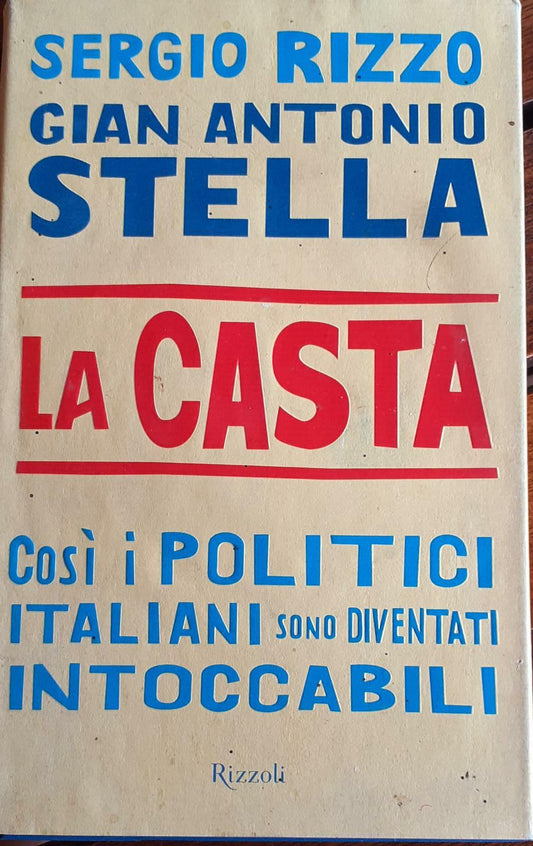 SERGIO RIZZO
GIAN ANTONIO
STELLA
LA CASTA
Così i POLITICI
ITALIANI SONO DIVENTATI
INTOCCABILI
Rizzoli